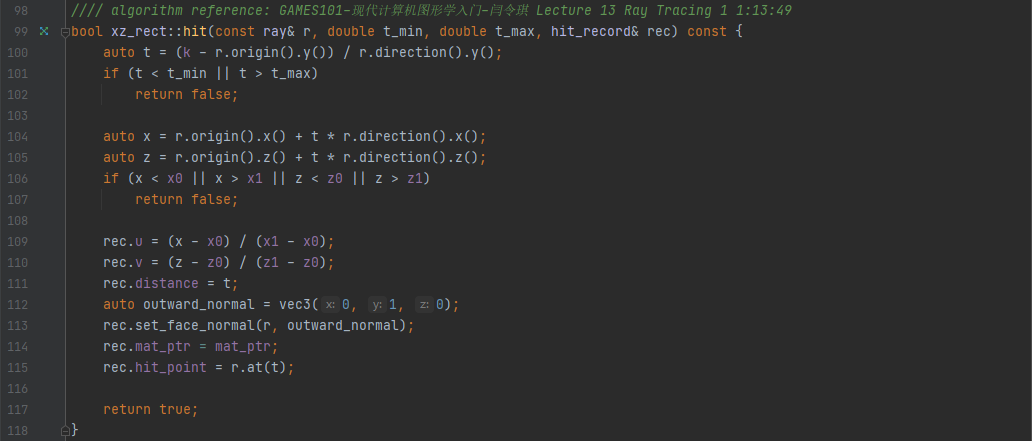 98 //// algorithm reference: GAMES101-现代计算机图形学入门-闫令琪 Lecture 13 Ray Tracing 1 1:13:49
99 bool xz_rect::hit(const ray& r, double t_min, double t_max, hit_record& rec) const {
100     auto t = (k - r.origin().y()) / r.direction().y();
101     if (t < t_min || t > t_max)
102         return false;
103
104     auto x = r.origin().x() + t * r.direction().x();
105     auto z = r.origin().z() + t * r.direction().z();
106     if (x < x0 || x > x1 || z < z0 || z > z1)
107         return false;
108
109     rec.u = (x - x0) / (x1 - x0);
110     rec.v = (z - z0) / (z1 - z0);
111     rec.distance = t;
112     auto outward_normal = vec3(x: 0, y: 1, z: 0);
113     rec.set_face_normal(r, outward_normal);
114     rec.mat_ptr = mat_ptr;
115     rec.hit_point = r.at(t);
116
117     return true;
118 }